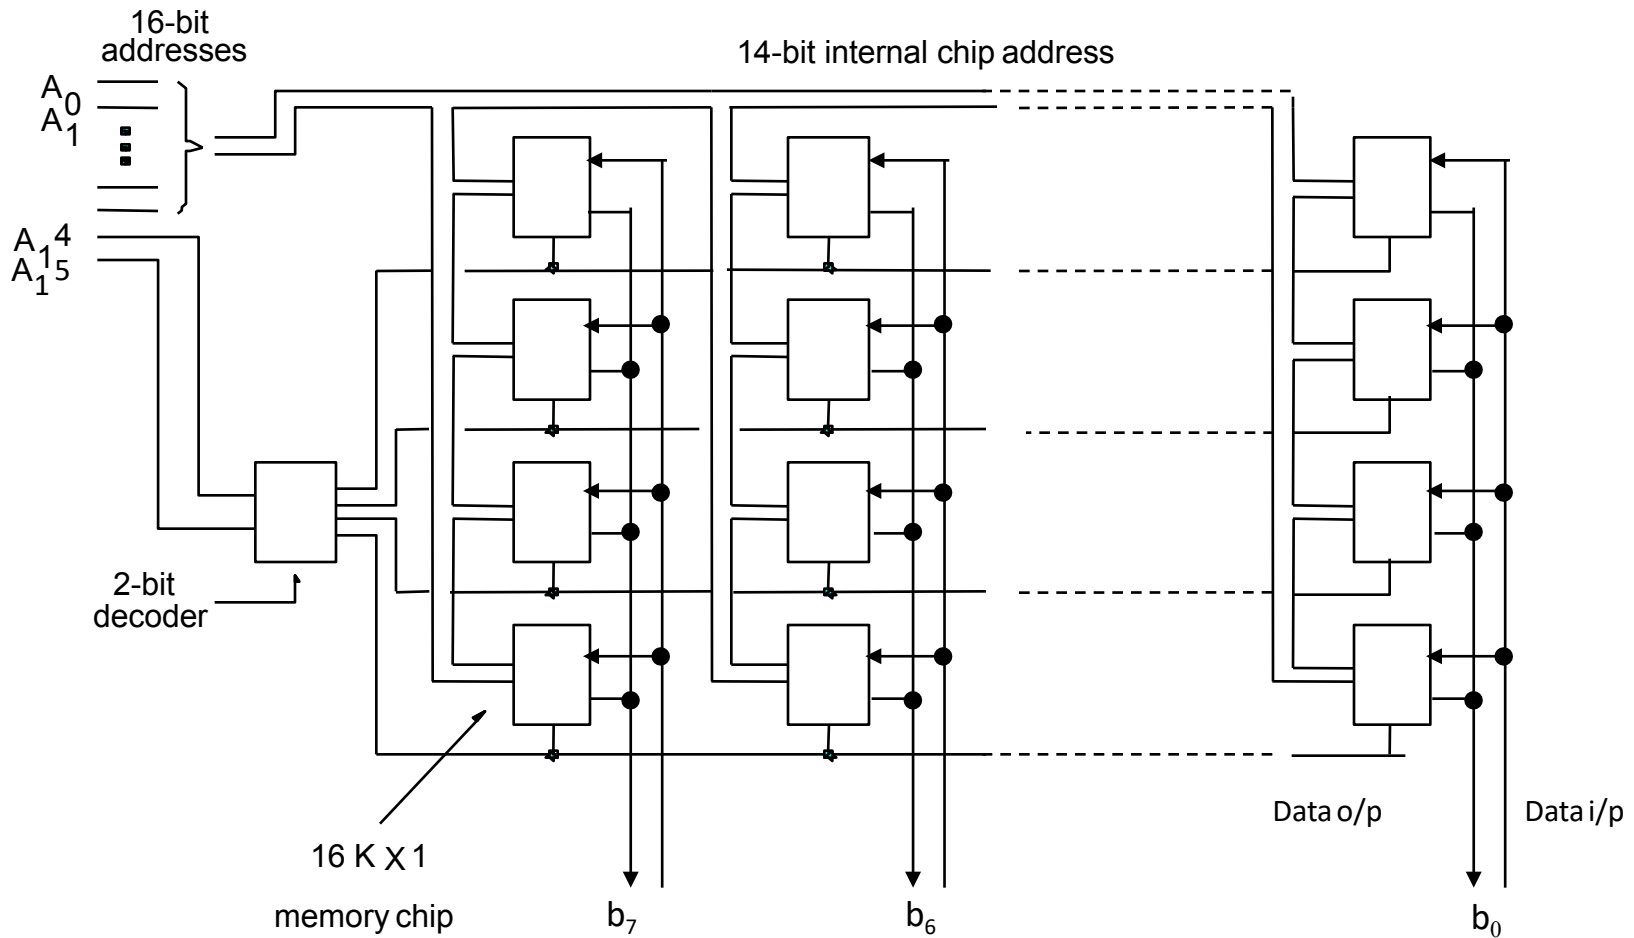 16-bit
addresses
14-bit internal chip address
A0
A1
A14
A15
2-bit
decoder
16 K X 1
memory chip
Data o/p
Data i/p
b7
b6
b0